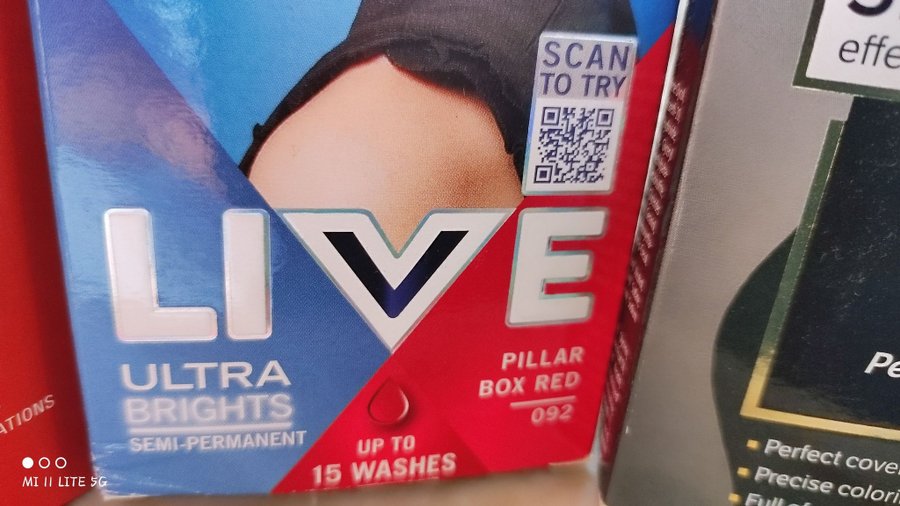 SCAN
TO TRY
LIVE
ULTRA
BRIGHTS
SEMI-PERMANENT
PILLAR
BOX RED
092
UP TO
15 WASHES
ATIONS
effe
Pe
Perfect cove
Precise colori
MI 11 LITE 5G